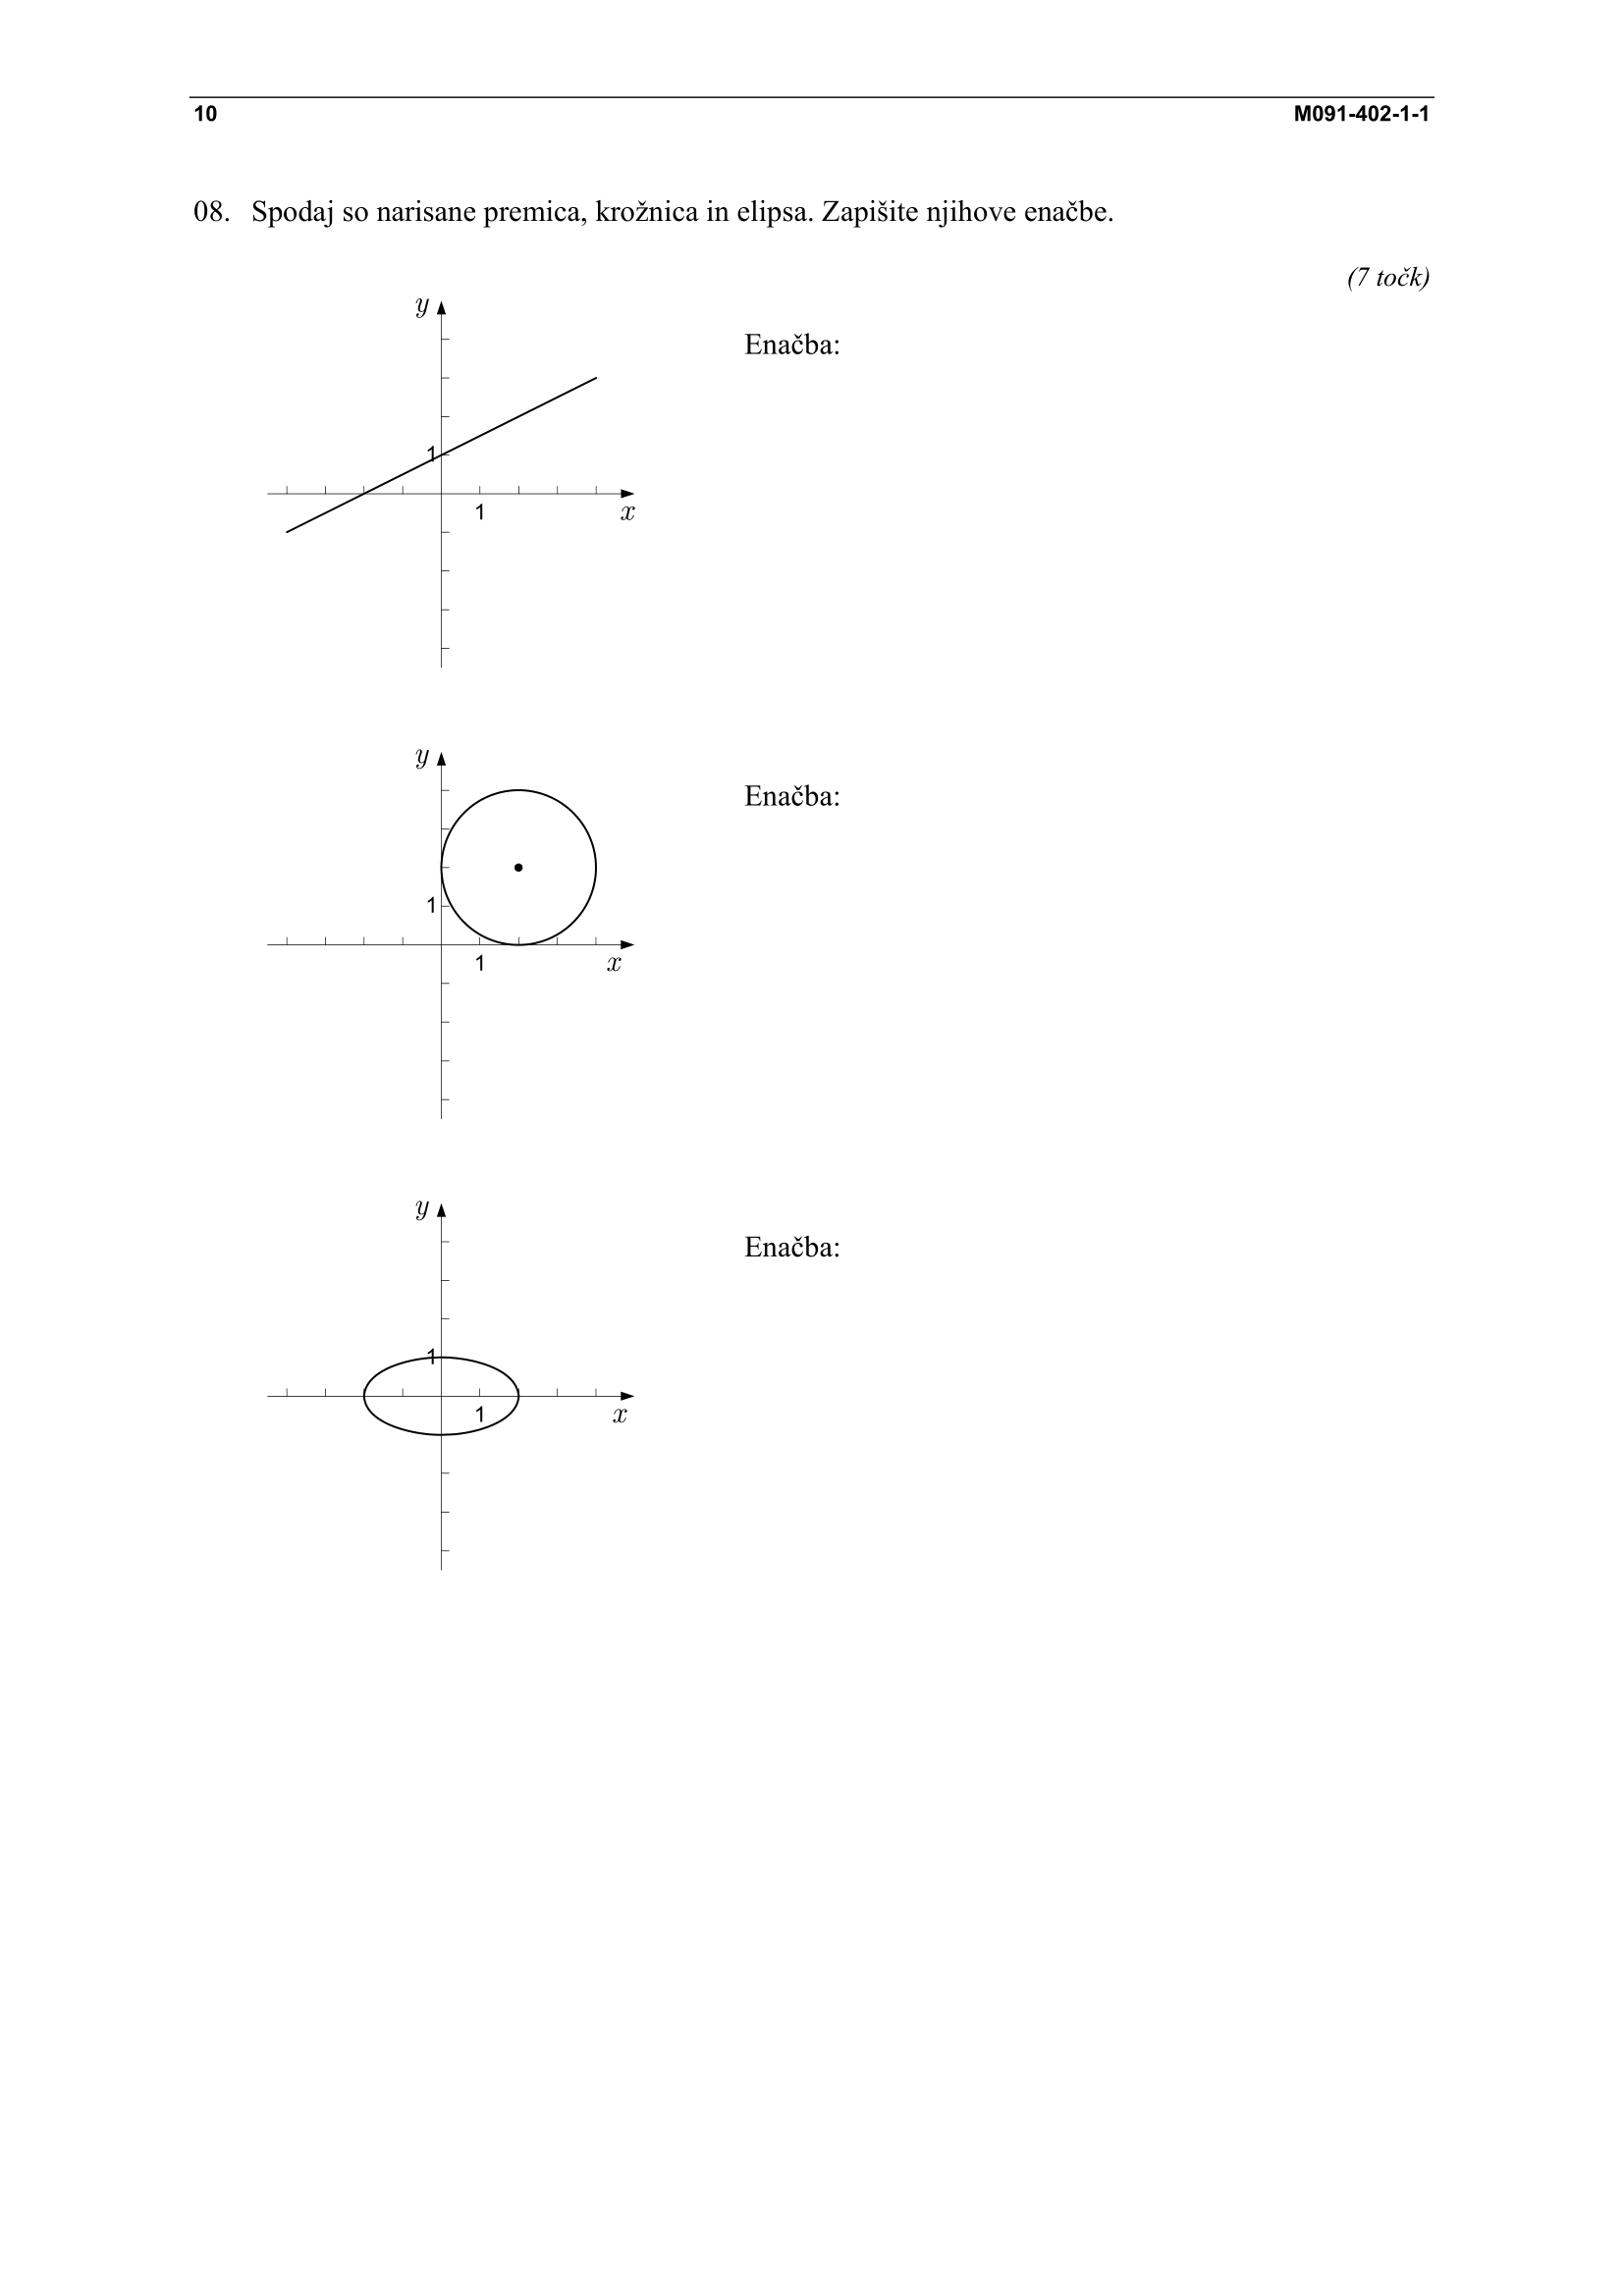 10 M091-402-1-1
08. Spodaj so narisane premica, krožnica in elipsa. Zapišite njihove enačbe.
(7 točk)
y
Enačba:
1
1
x
y
Enačba:
1
1
x
y
Enačba:
1
1
x